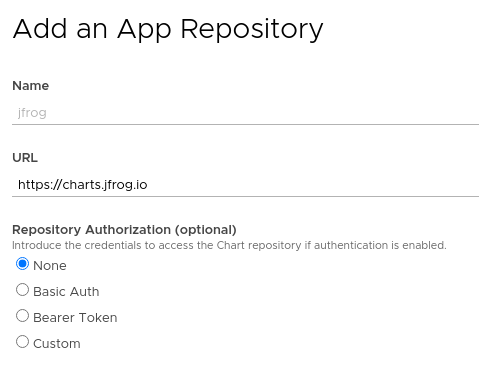 Add an App Repository
Name
jfrog
URL
https://charts.jfrog.io
Repository Authorization (optional)
Introduce the credentials to access the Chart repository if authentication is enabled.
None
Basic Auth
Bearer Token
Custom